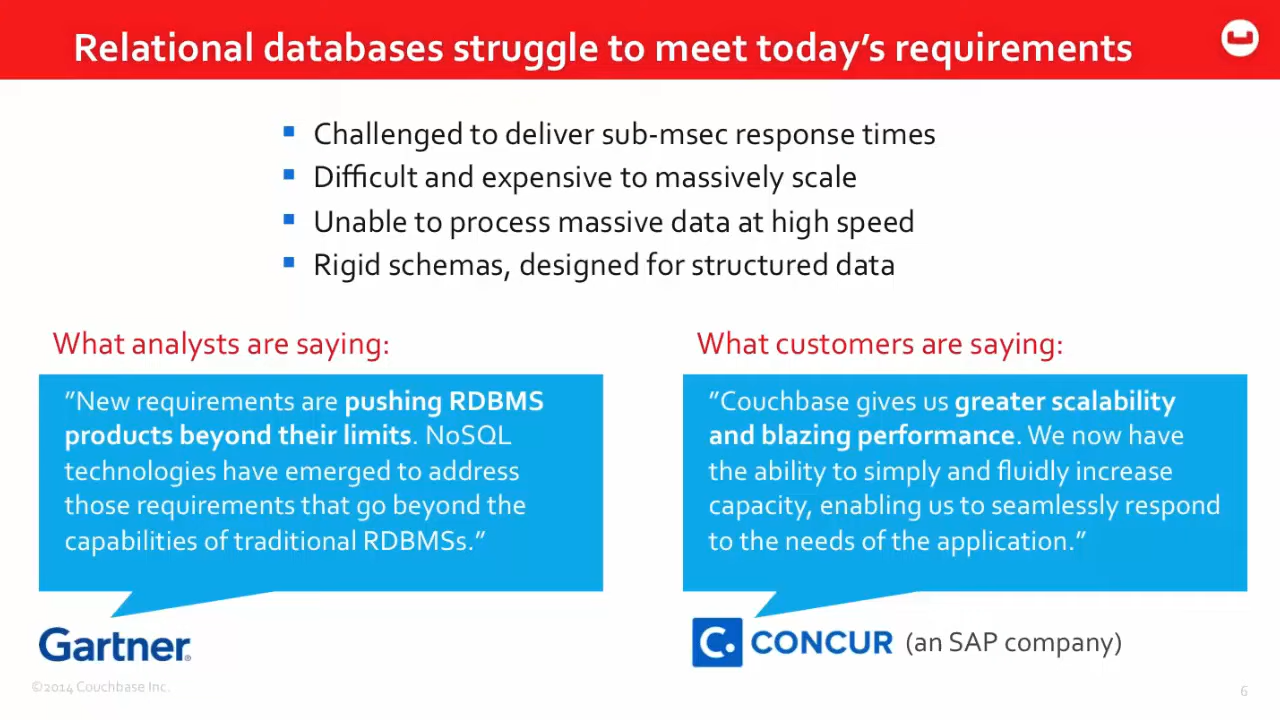 Relational databases struggle to meet today’s requirements
Challenged to deliver sub-msec response times
Difficult and expensive to massively scale
Unable to process massive data at high speed
Rigid schemas, designed for structured data
What analysts are saying:
”New requirements are pushing RDBMS
products beyond their limits. NoSQL
technologies have emerged to address
those requirements that go beyond the
capabilities of traditional RDBMSs.”
Gartner®
What customers are saying:
”Couchbase gives us greater scalability
and blazing performance. We now have
the ability to simply and fluidly increase
capacity, enabling us to seamlessly respond
to the needs of the application.”
C. CONCUR (an SAP company)
©2014 Couchbase Inc.
6